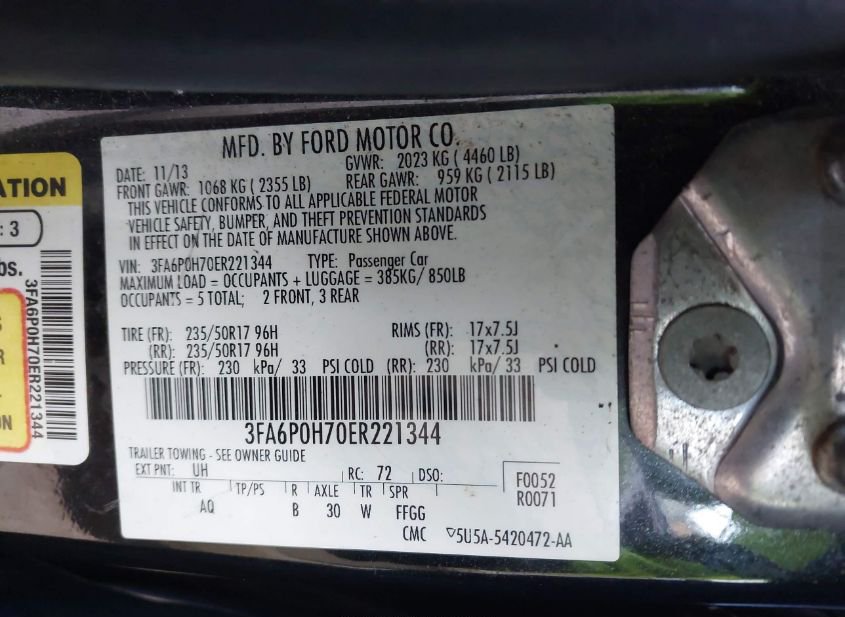 MFD. BY FORD MOTOR CO.
DATE: 11/13
GVWR: 2023 KG ( 4460 LB)
FRONT GAWR: 1068 KG ( 2355 LB)
REAR GAWR: 959 KG ( 2115 LB)
THIS VEHICLE CONFORMS TO ALL APPLICABLE FEDERAL MOTOR
VEHICLE SAFETY, BUMPER, AND THEFT PREVENTION STANDARDS
IN EFFECT ON THE DATE OF MANUFACTURE SHOWN ABOVE.
VIN: 3FA6P0H70ER221344 TYPE: Passenger Car
MAXIMUM LOAD = OCCUPANTS + LUGGAGE = 385KG/ 850LB
OCCUPANTS = 5 TOTAL; 2 FRONT, 3 REAR
TIRE (FR): 235/50R17 96H RIMS (FR): 17x7.5J
(RR): 235/50R17 96H (RR): 17x7.5J
PRESSURE (FR): 230 kPa/ 33 PSI COLD (RR): 230 kPa/ 33 PSI COLD
3FA6P0H70ER221344
TRAILER TOWING - SEE OWNER GUIDE
EXT PNT: UH RC: 72 DSO: F0052
R0071
INT TR TP/PS R AXLE TR SPR
AQ B 30 W FFGG
CMC ▽5U5A-5420472-AA
ATION
: 3
bs.
3FA6P0H70ER221344
S
R
ON